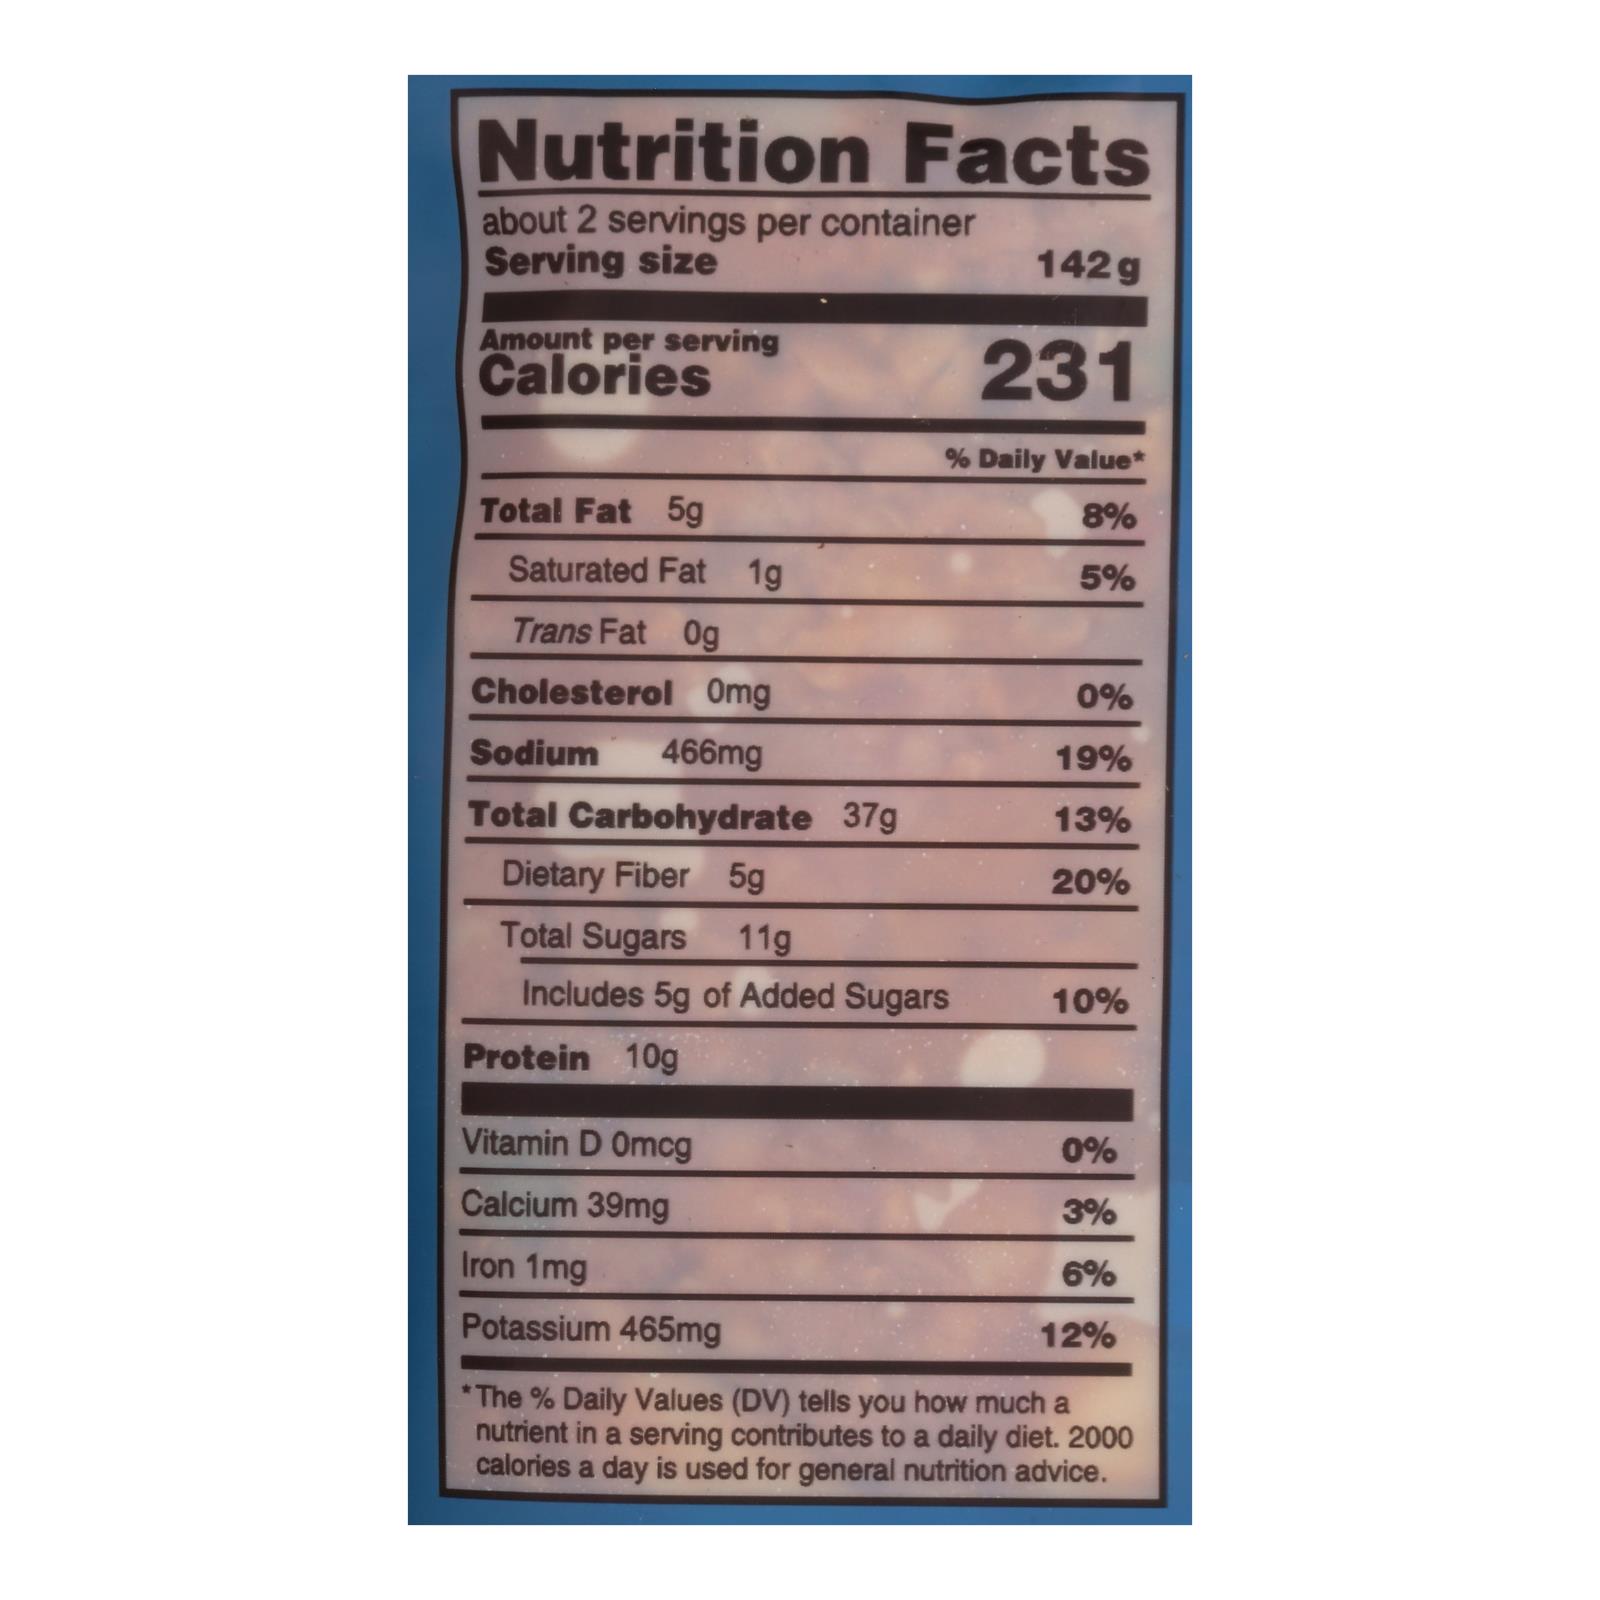 Nutrition Facts
about 2 servings per container
Serving size 142 g
Amount per serving
Calories 231
% Daily Value*
Total Fat 5g 8%
Saturated Fat 1g 5%
Trans Fat 0g
Cholesterol 0mg 0%
Sodium 466mg 19%
Total Carbohydrate 37g 13%
Dietary Fiber 5g 20%
Total Sugars 11g
Includes 5g of Added Sugars 10%
Protein 10g
Vitamin D 0mcg 0%
Calcium 39mg 3%
Iron 1mg 6%
Potassium 465mg 12%
*The % Daily Values (DV) tells you how much a
nutrient in a serving contributes to a daily diet. 2000
calories a day is used for general nutrition advice.